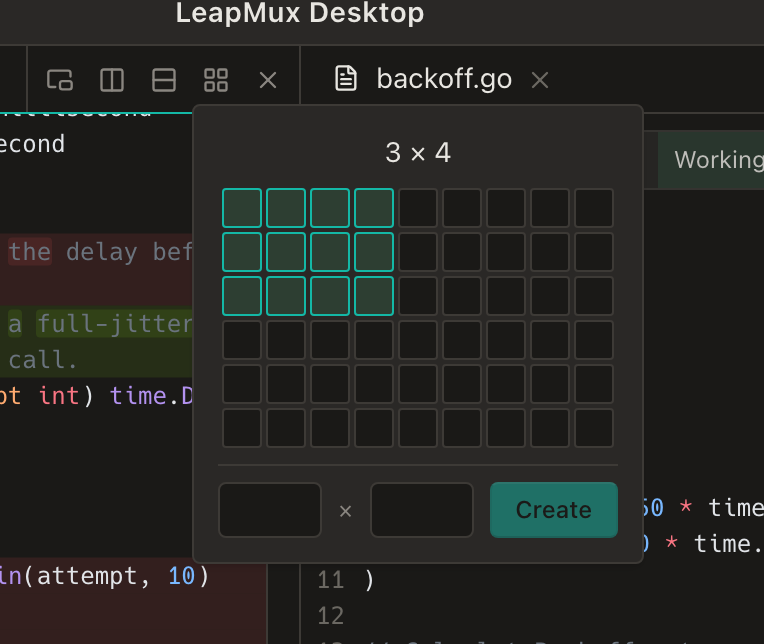 LeapMux Desktop
backoff.go
econd
3 × 4
Working
the delay bef
a full-jitter
call.
pt int) time.D
×
Create
50 * time
0 * time.
in(attempt, 10)
11 )
12